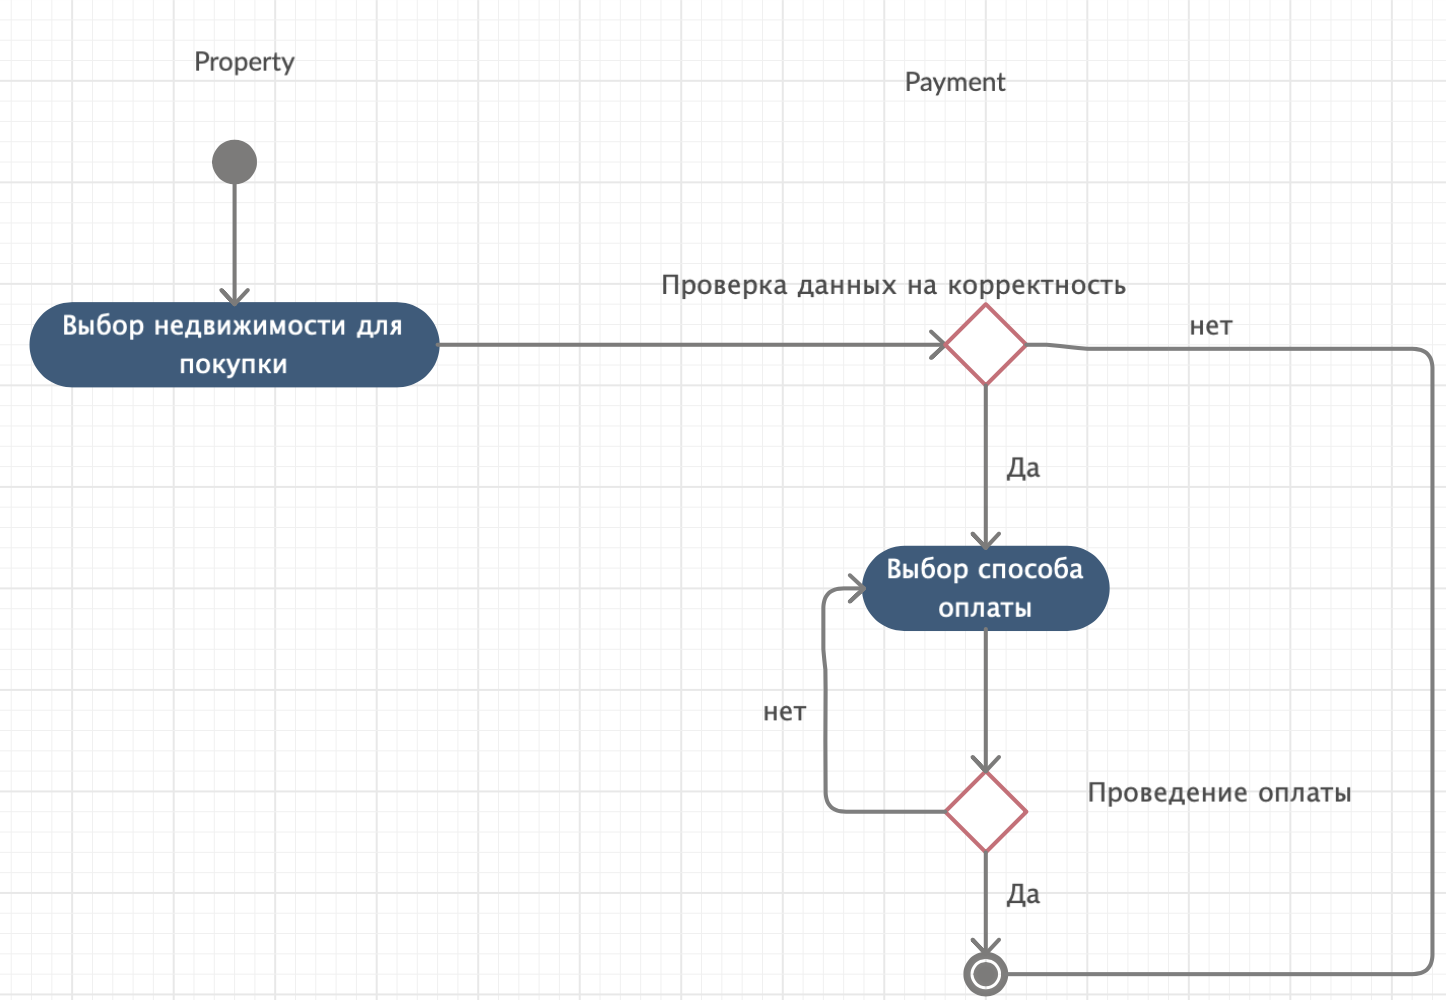 Property
Payment
Проверка данных на корректность
Выбор недвижимости для
покупки
нет
Да
Выбор способа
оплаты
нет
Проведение оплаты
Да